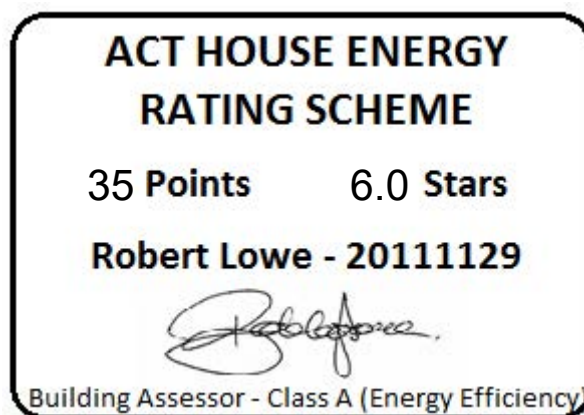 ACT HOUSE ENERGY
RATING SCHEME
35 Points 6.0 Stars
Robert Lowe - 20111129
Building Assessor - Class A (Energy Efficiency)